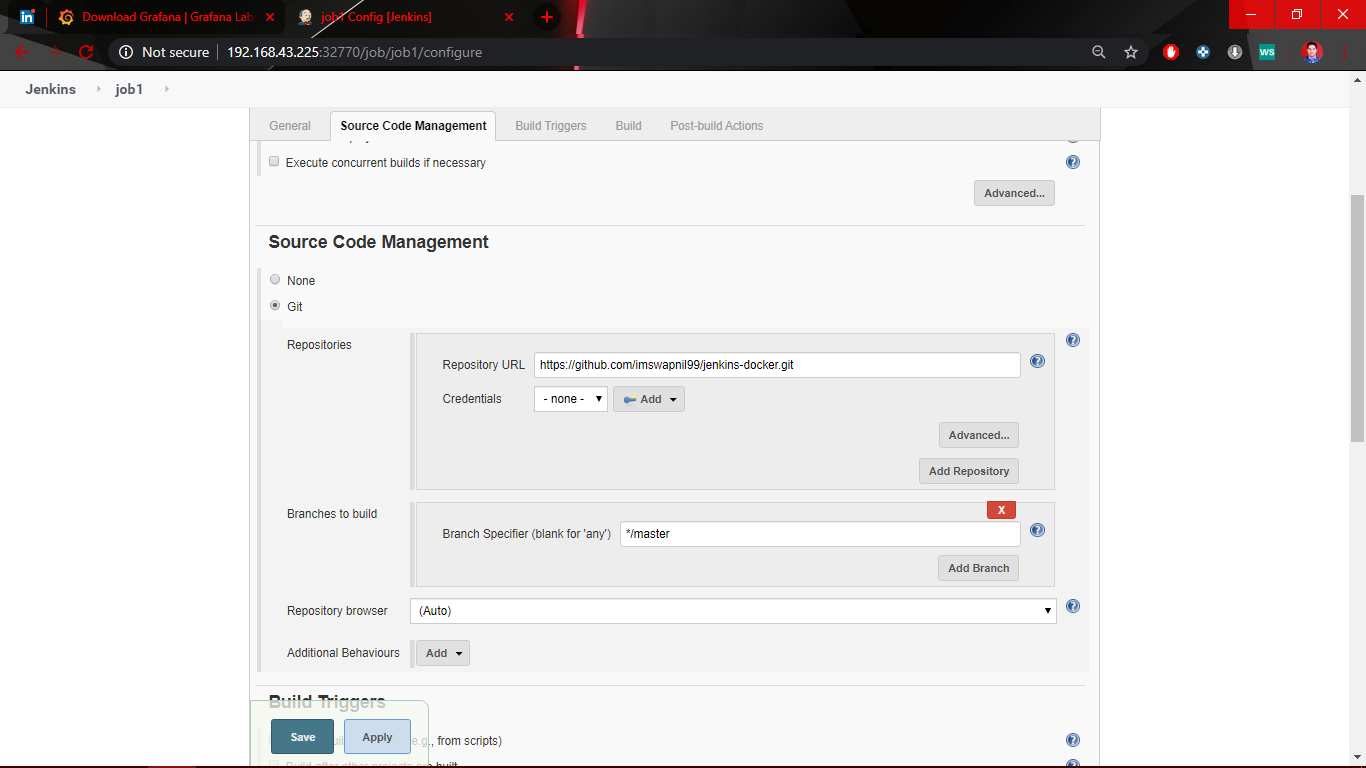 Download Grafana | Grafana Lab
job1 Config [Jenkins]
Not secure
192.168.43.225:32770/job/job1/configure
WS
Jenkins
job1
General
Source Code Management
Build Triggers
Build
Post-build Actions
Execute concurrent builds if necessary
Advanced...
Source Code Management
None
Git
Repositories
Repository URL
https://github.com/imswapnil99/jenkins-docker.git
Credentials
- none -
Add
Advanced...
Add Repository
Branches to build
X
Branch Specifier (blank for 'any')
*/master
Add Branch
Repository browser
(Auto)
Additional Behaviours
Add
Build Triggers
Save
Apply
e.g., from scripts)
Build after other projects are built